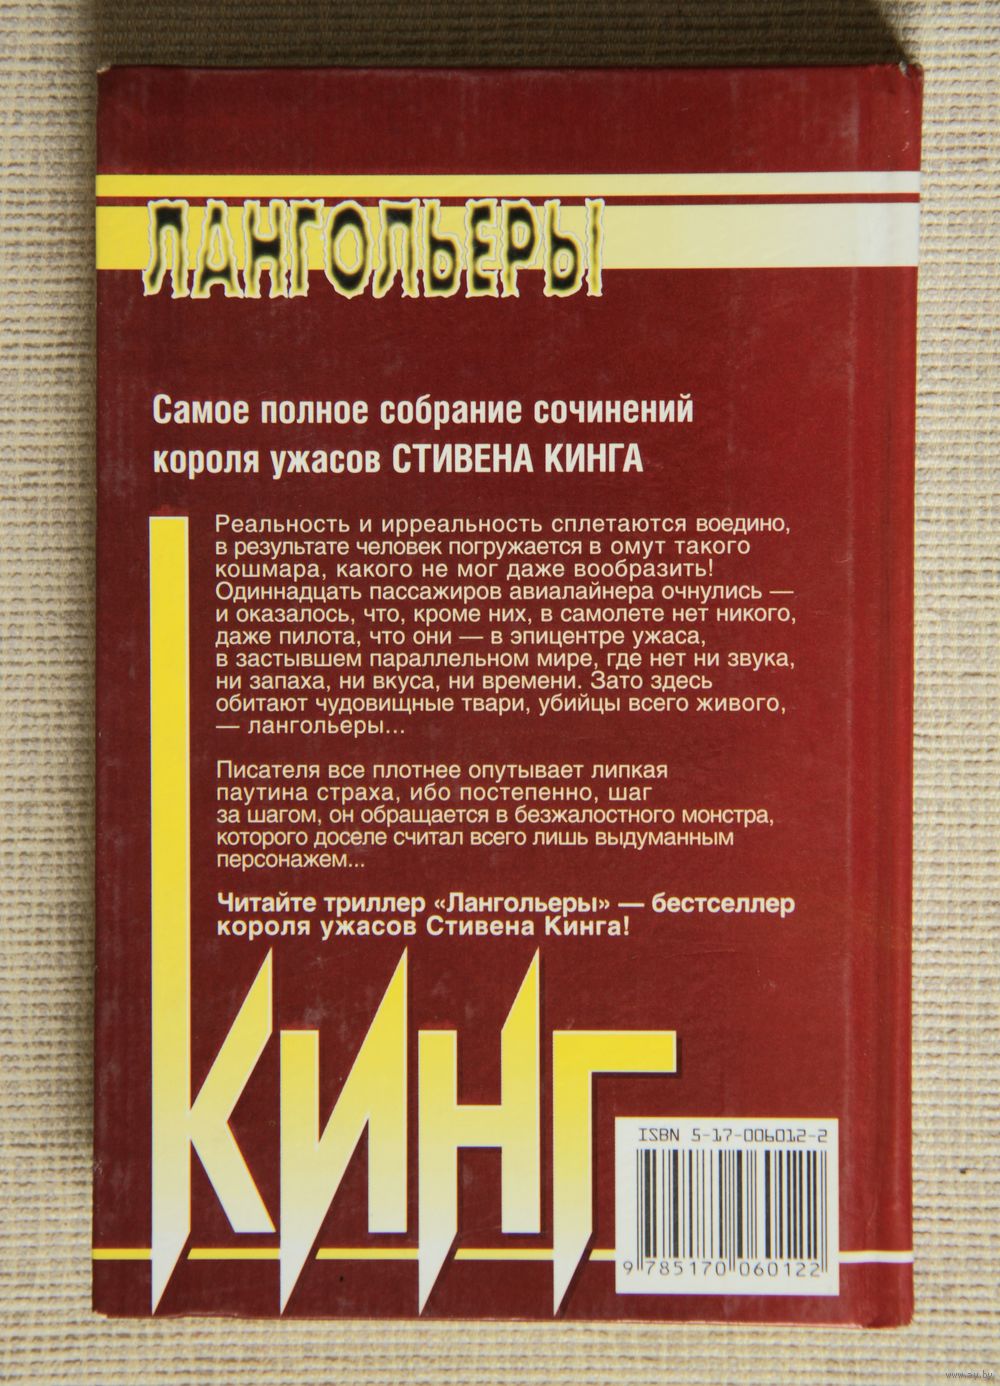 ЛАНГОЛЬЕРЫ
Самое полное собрание сочинений
короля ужасов СТИВЕНА КИНГА
Реальность и ирреальность сплетаются воедино,
в результате человек погружается в омут такого
кошмара, какого не мог даже вообразить!
Одиннадцать пассажиров авиалайнера очнулись —
и оказалось, что, кроме них, в самолете нет никого,
даже пилота, что они — в эпицентре ужаса,
в застывшем параллельном мире, где нет ни звука,
ни запаха, ни вкуса, ни времени. Зато здесь
обитают чудовищные твари, убийцы всего живого,
— лангольеры...
Писателя все плотнее опутывает липкая
паутина страха, ибо постепенно, шаг
за шагом, он обращается в безжалостного монстра,
которого доселе считал всего лишь выдуманным
персонажем...
Читайте триллер «Лангольеры» — бестселлер
короля ужасов Стивена Кинга!
КИНГ
ISBN 5-17-006012-2
9 785170 060122
www.ay.by